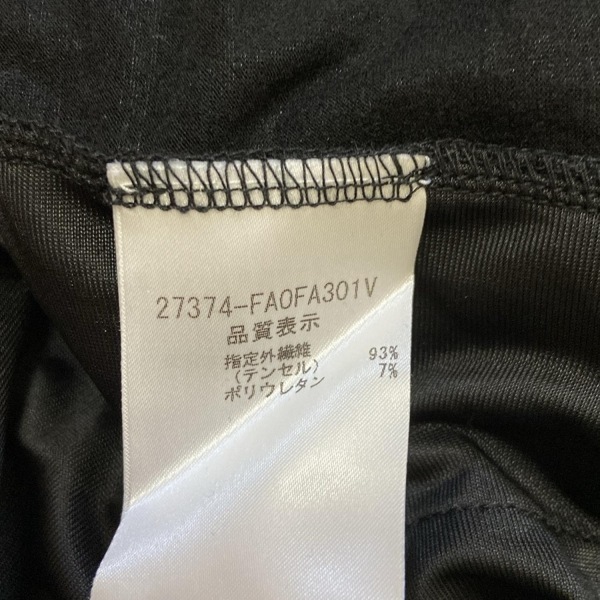 27374-FA0FA301V
品質表示
指定外繊維 93%
(テンセル) 7%
ポリウレタン